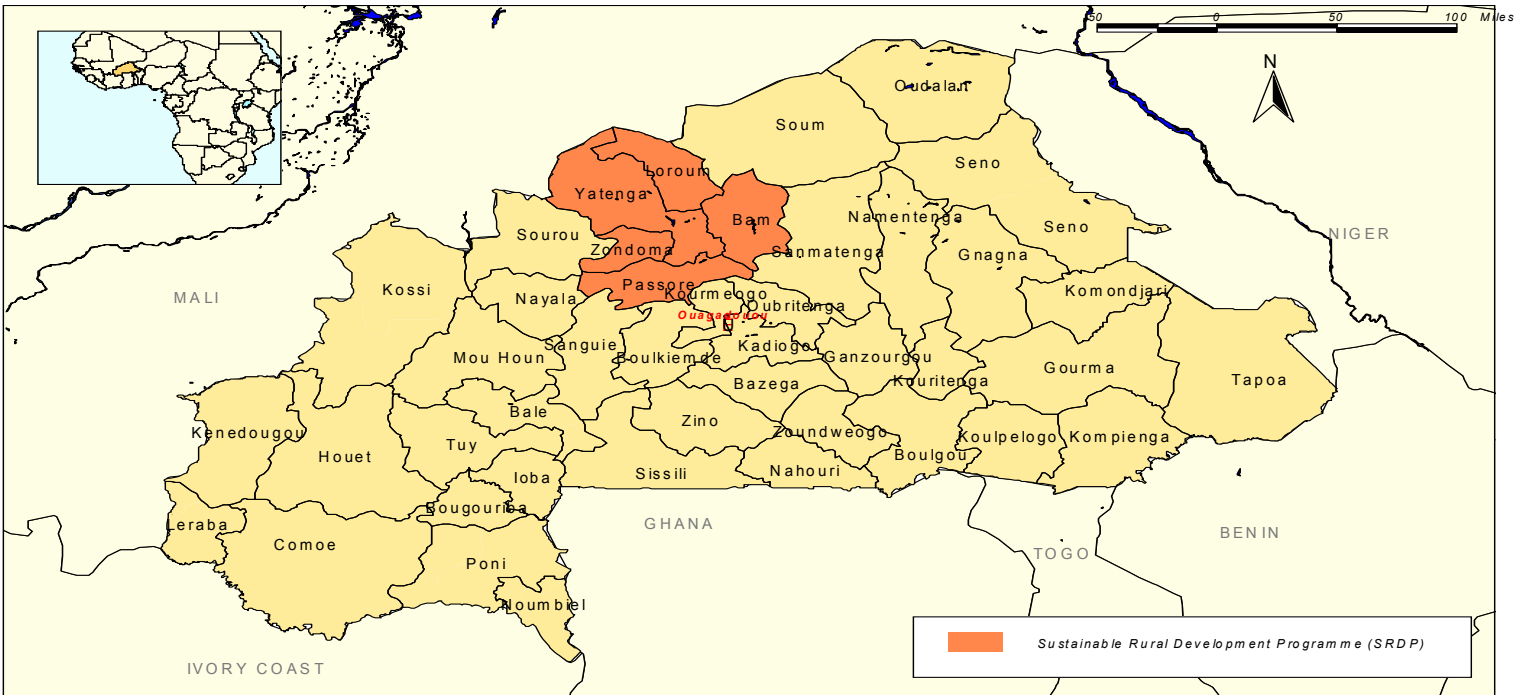 50 0 50 100 Miles
N
Oudalan
Soum
Seno
Loroum
Yatenga
Bam
Namentenga
Seno
Sourou
Zondoma
Sanmatenga
Gnagna
NIGER
Kossi
Passore
Komondjari
MALI
Nayala
Kourmeogo
Oubritenga
Ouagadouou
Sanguie
Mou Houn
Boulkiemde
Kadiogo
Ganzourgou
Gourma
Kouritenga
Tapoa
Bazega
Bale
Zino
Kenedougou
Zoundweogo
Koulpelogo
Kompienga
Tuy
Houet
Boulgou
Sissili
Nahouri
Ioba
Bougouriba
Leraba
GHANA
BENIN
Comoe
TOGO
Poni
Noumbiel
Sustainable Rural Development Programme (SRDP)
IVORY COAST